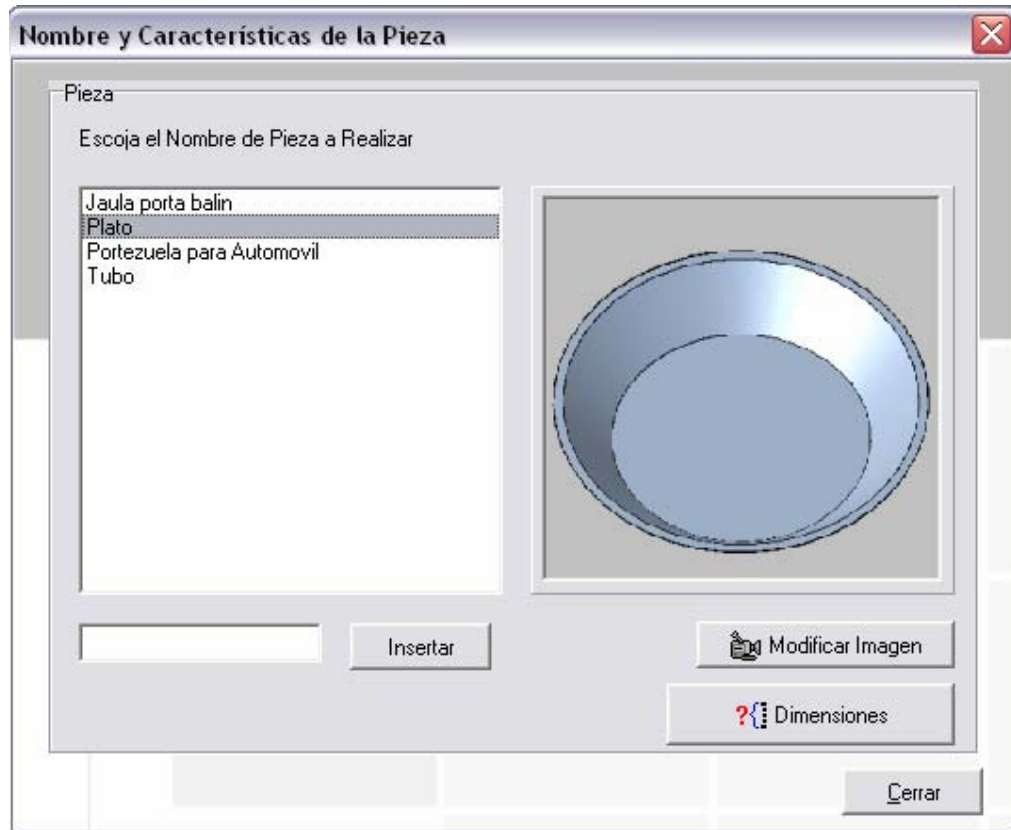 Nombre y Características de la Pieza
Pieza
Escoja el Nombre de Pieza a Realizar
Jaula porta balin
Plato
Portezuela para Automovil
Tubo
Insertar
Modificar Imagen
?{ Dimensiones
Cerrar